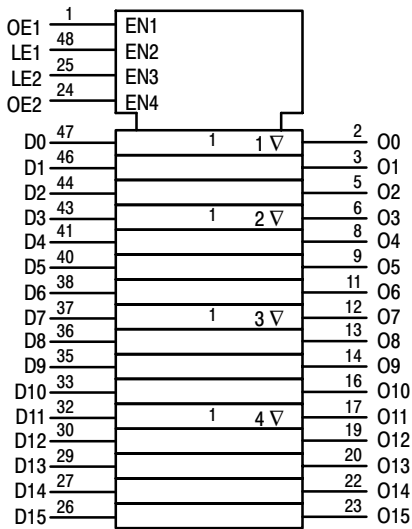 OE1 1 EN1
LE1 48 EN2
LE2 25 EN3
OE2 24 EN4
D0 47 1 1 ∇ 2 O0
D1 46 3 O1
D2 44 5 O2
D3 43 1 2 ∇ 6 O3
D4 41 8 O4
D5 40 9 O5
D6 38 11 O6
D7 37 1 3 ∇ 12 O7
D8 36 13 O8
D9 35 14 O9
D10 33 16 O10
D11 32 1 4 ∇ 17 O11
D12 30 19 O12
D13 29 20 O13
D14 27 22 O14
D15 26 23 O15